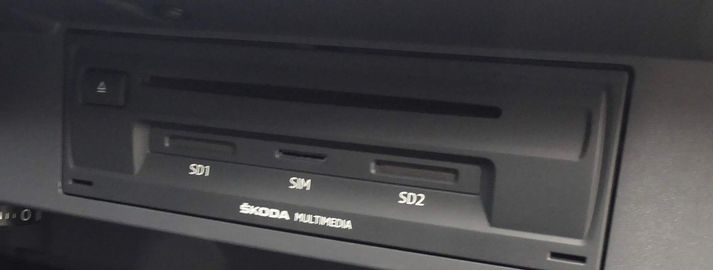 SD1 SIM SD2
ŠKODA MULTIMEDIA